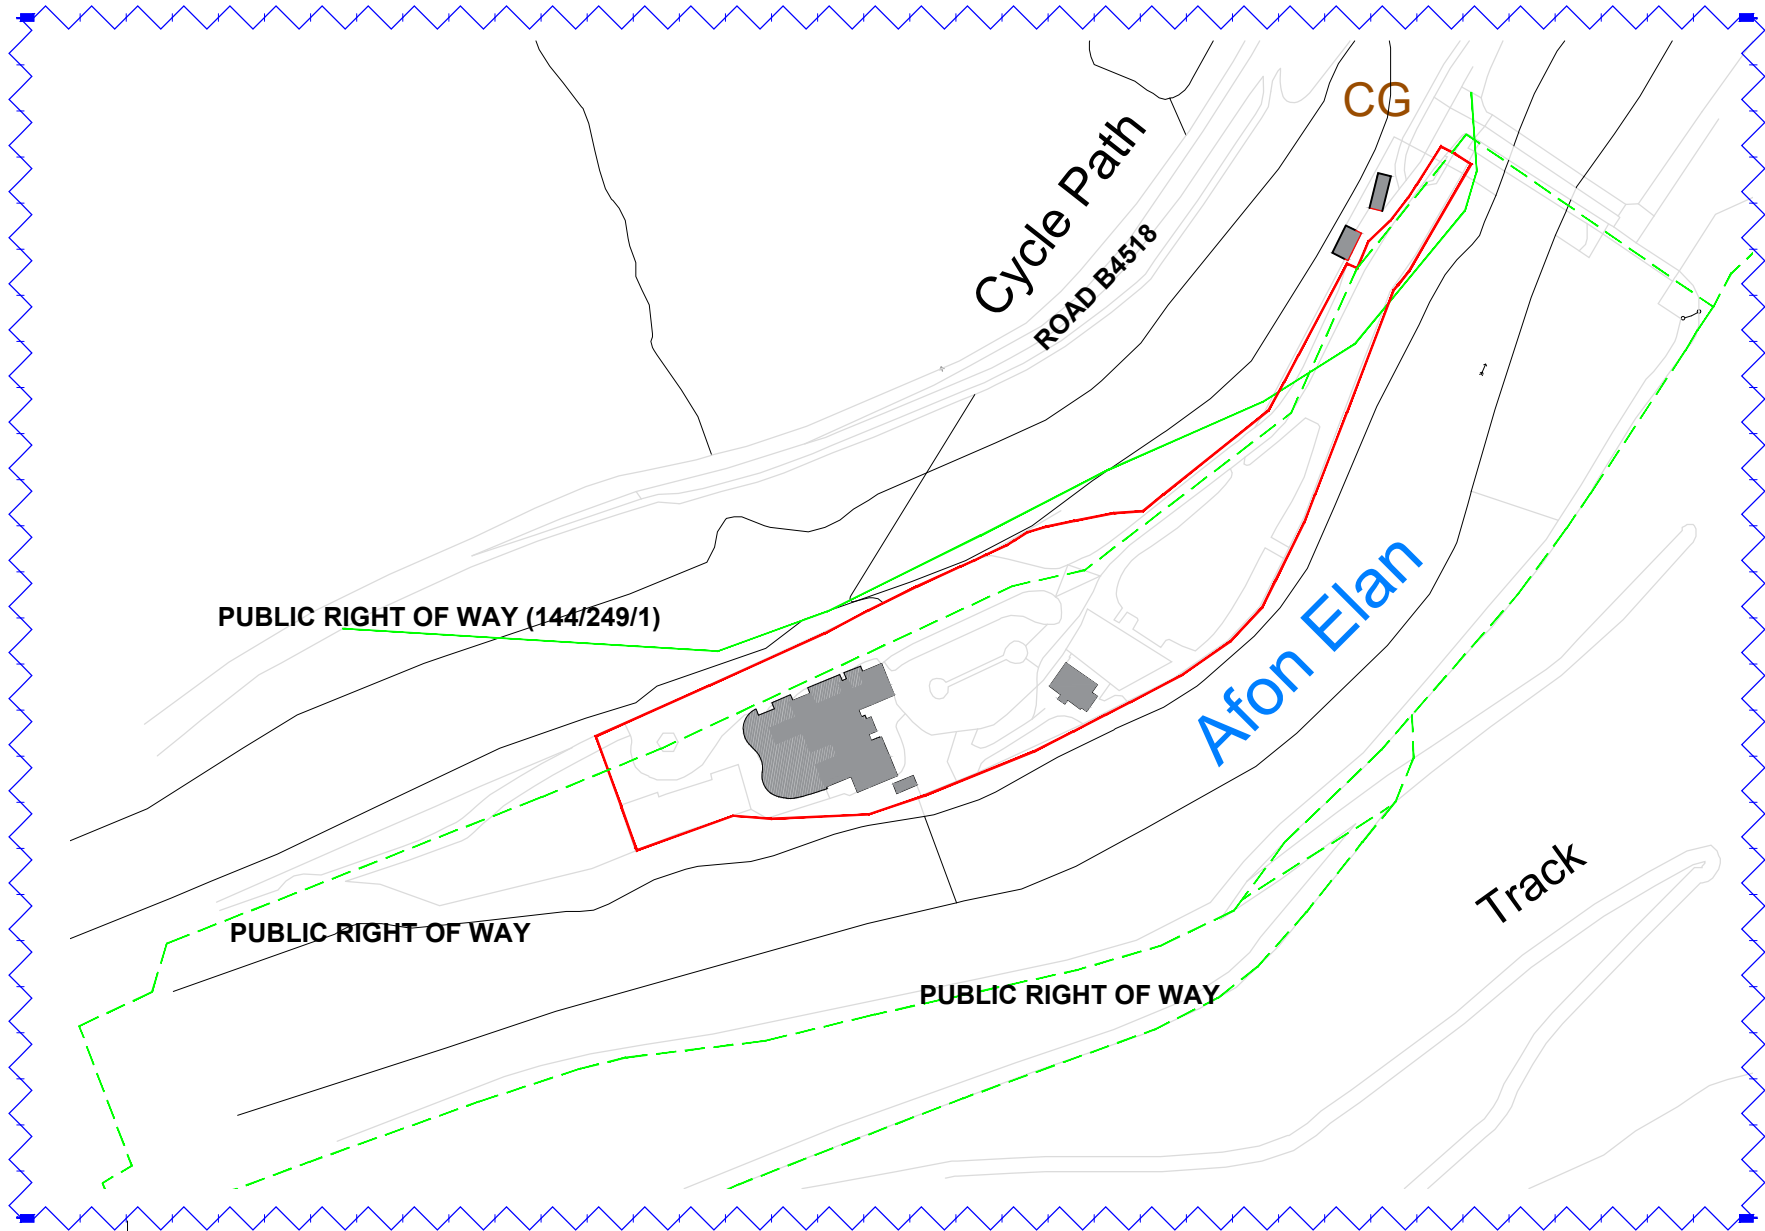 CG
Cycle Path
ROAD B4518
PUBLIC RIGHT OF WAY (144/249/1)
Afon Elan
Track
PUBLIC RIGHT OF WAY
PUBLIC RIGHT OF WAY